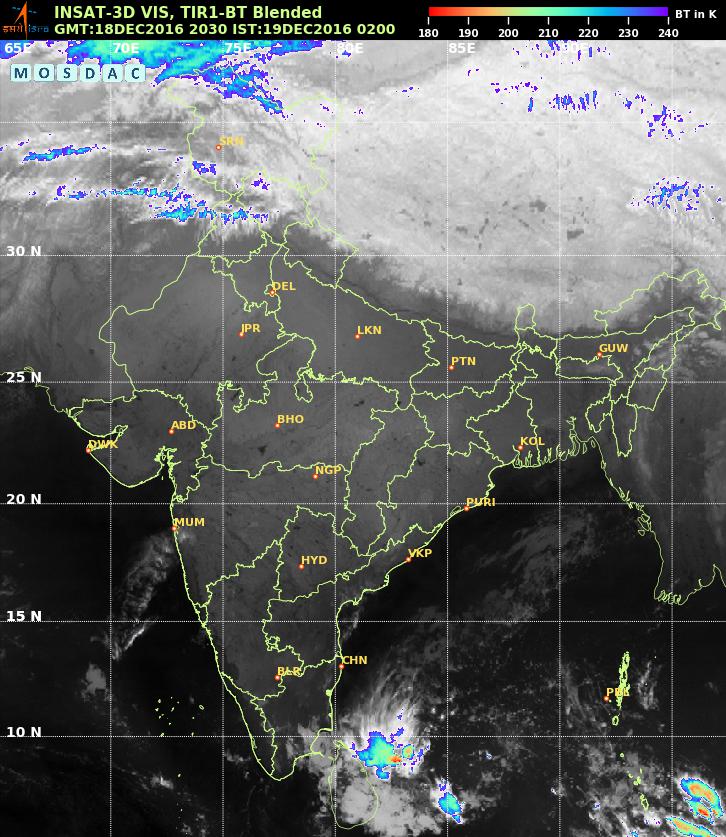 INSAT-3D VIS, TIR1-BT Blended
GMT:18DEC2016 2030 IST:19DEC2016 0200
BT in K
180 190 200 210 220 230 240
65E 70E 75E 80E 85E 90E
MOSDAC
SRN
30 N
DEL
JPR LKN
GUW
PTN
25 N
ABD BHO
DWK KOL
NGP
20 N PURI
MUM
HYD VKP
15 N
BLR CHN
PBL
10 N